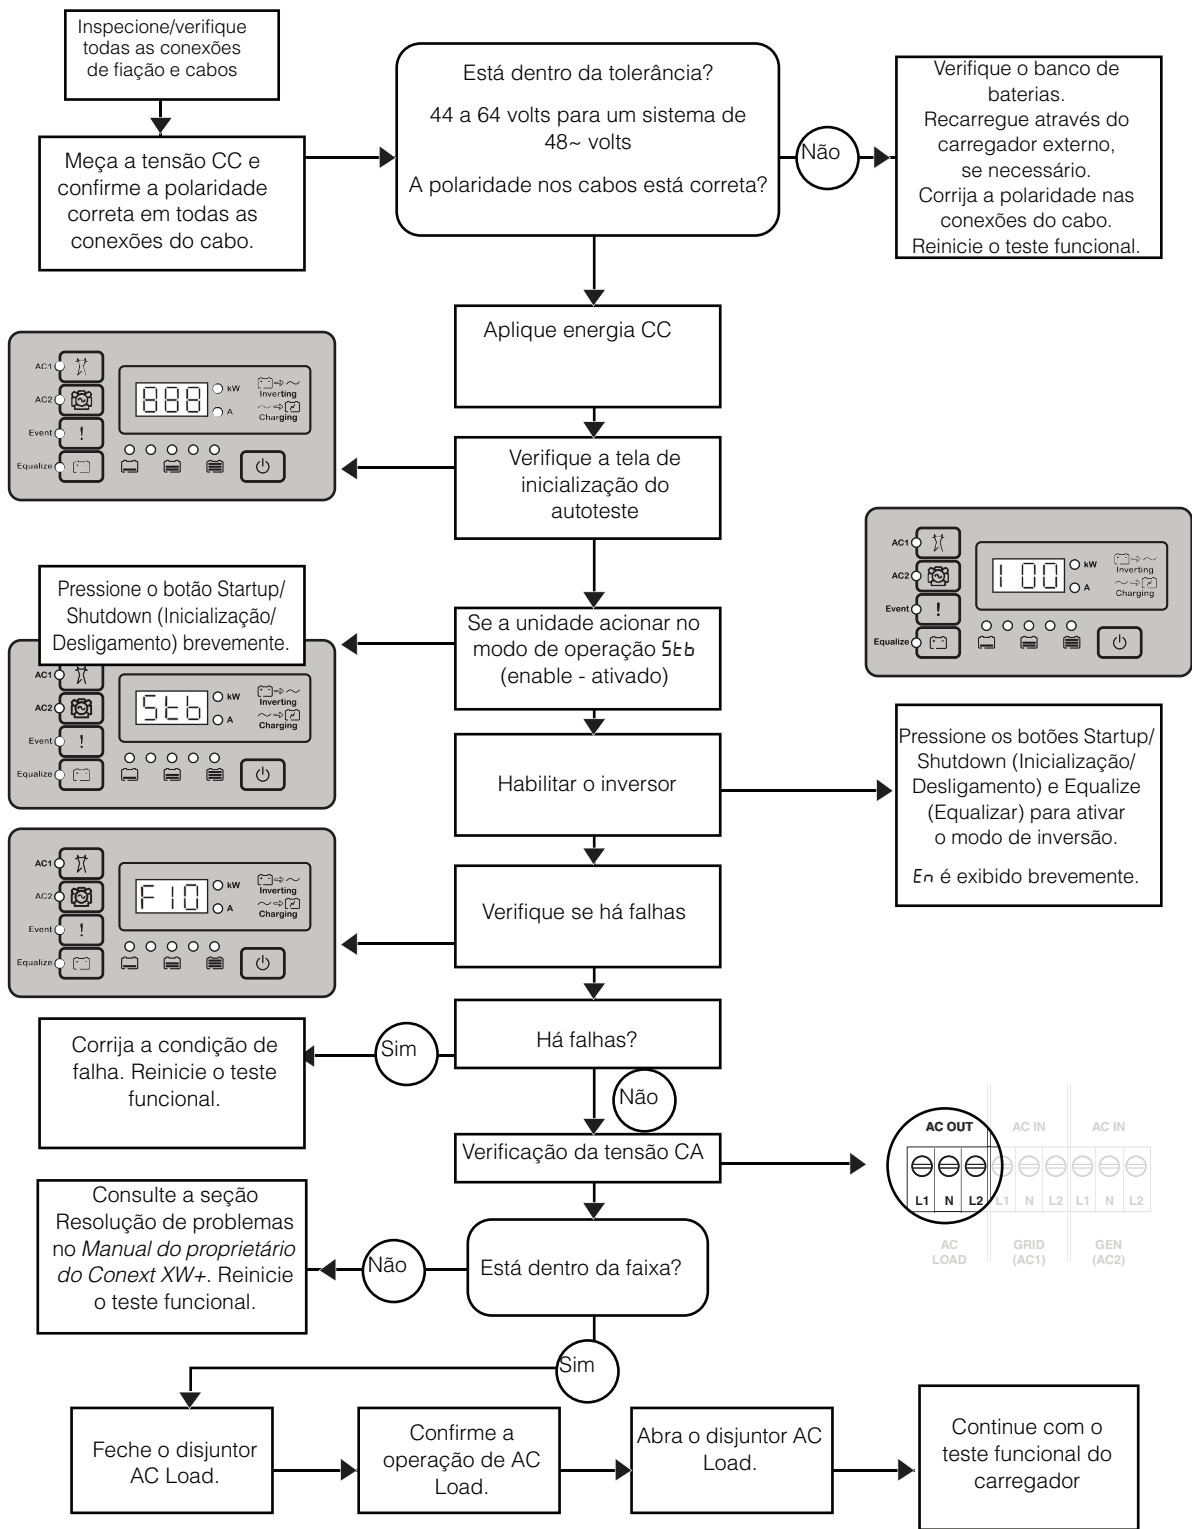 Inspecione/verifique
todas as conexões
de fiação e cabos
Meça a tensão CC e
confirme a polaridade
correta em todas as
conexões do cabo.
Está dentro da tolerância?
44 a 64 volts para um sistema de
48~ volts
A polaridade nos cabos está correta?
Não
Verifique o banco de
baterias.
Recarregue através do
carregador externo,
se necessário.
Corrija a polaridade nas
conexões do cabo.
Reinicie o teste funcional.
Aplique energia CC
Verifique a tela de
inicialização do
autoteste
AC1
AC2
Event
Equalize
888
kW
A
Inverting
Charging
Se a unidade acionar no
modo de operação Stb
(enable - ativado)
Pressione o botão Startup/
Shutdown (Inicialização/
Desligamento) brevemente.
AC1
AC2
Event
Equalize
Stb
kW
A
Inverting
Charging
Habilitar o inversor
AC1
AC2
Event
Equalize
100
kW
A
Inverting
Charging
Pressione os botões Startup/
Shutdown (Inicialização/
Desligamento) e Equalize
(Equalizar) para ativar
o modo de inversão.
En é exibido brevemente.
Verifique se há falhas
AC1
AC2
Event
Equalize
F10
kW
A
Inverting
Charging
Há falhas?
Sim
Corrija a condição de
falha. Reinicie o teste
funcional.
Não
Verificação da tensão CA
AC OUT AC IN AC IN
L1 N L2 L1 N L2 L1 N L2
AC
LOAD
GRID
(AC1)
GEN
(AC2)
Está dentro da faixa?
Não
Consulte a seção
Resolução de problemas
no Manual do proprietário
do Conext XW+. Reinicie
o teste funcional.
Sim
Feche o disjuntor
AC Load.
Confirme a
operação de AC
Load.
Abra o disjuntor AC
Load.
Continue com o
teste funcional do
carregador